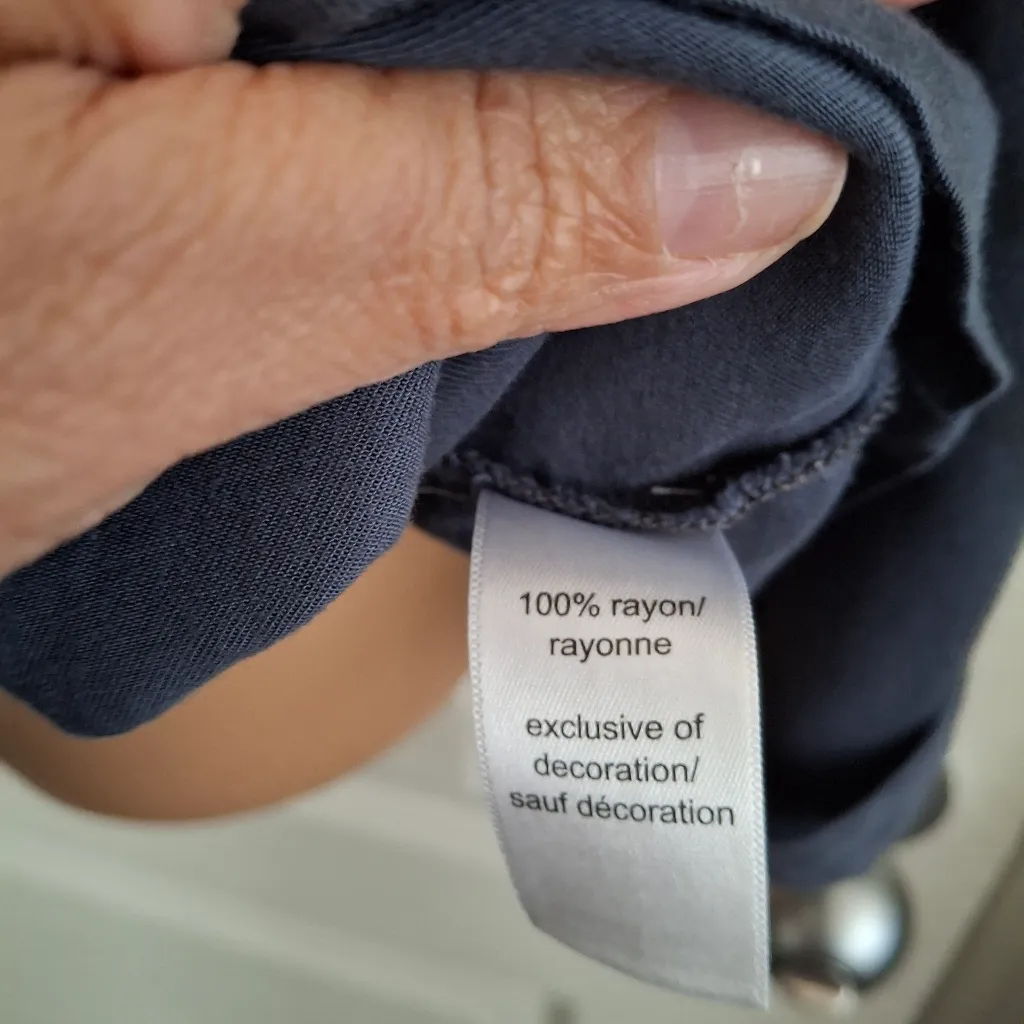 100% rayon/
rayonne
exclusive of
decoration/
sauf décoration